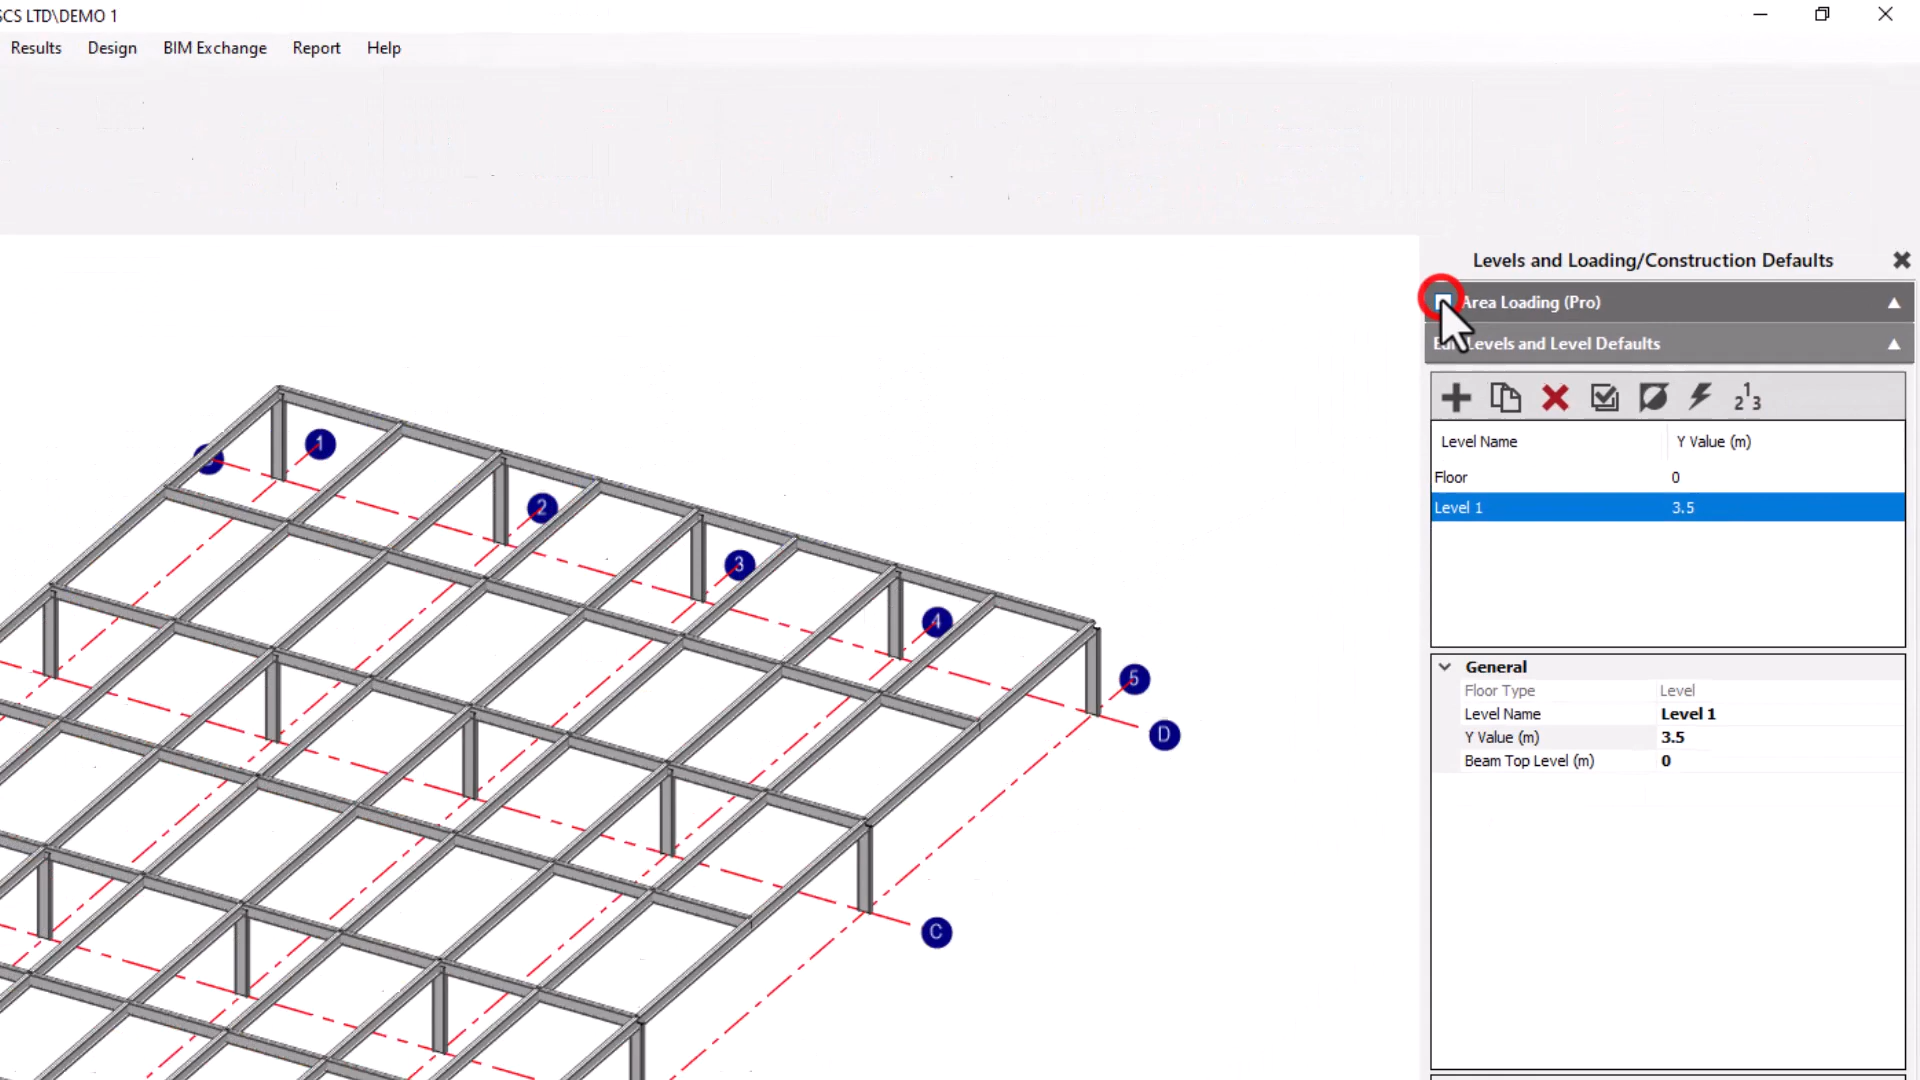 SCS LTD\DEMO 1
Results Design BIM Exchange Report Help
Levels and Loading/Construction Defaults
Area Loading (Pro)
Levels and Level Defaults
Level Name Y Value (m)
Floor 0
Level 1 3.5
General
Floor Type Level
Level Name Level 1
Y Value (m) 3.5
Beam Top Level (m) 0
1
2
3
4
5
D
C